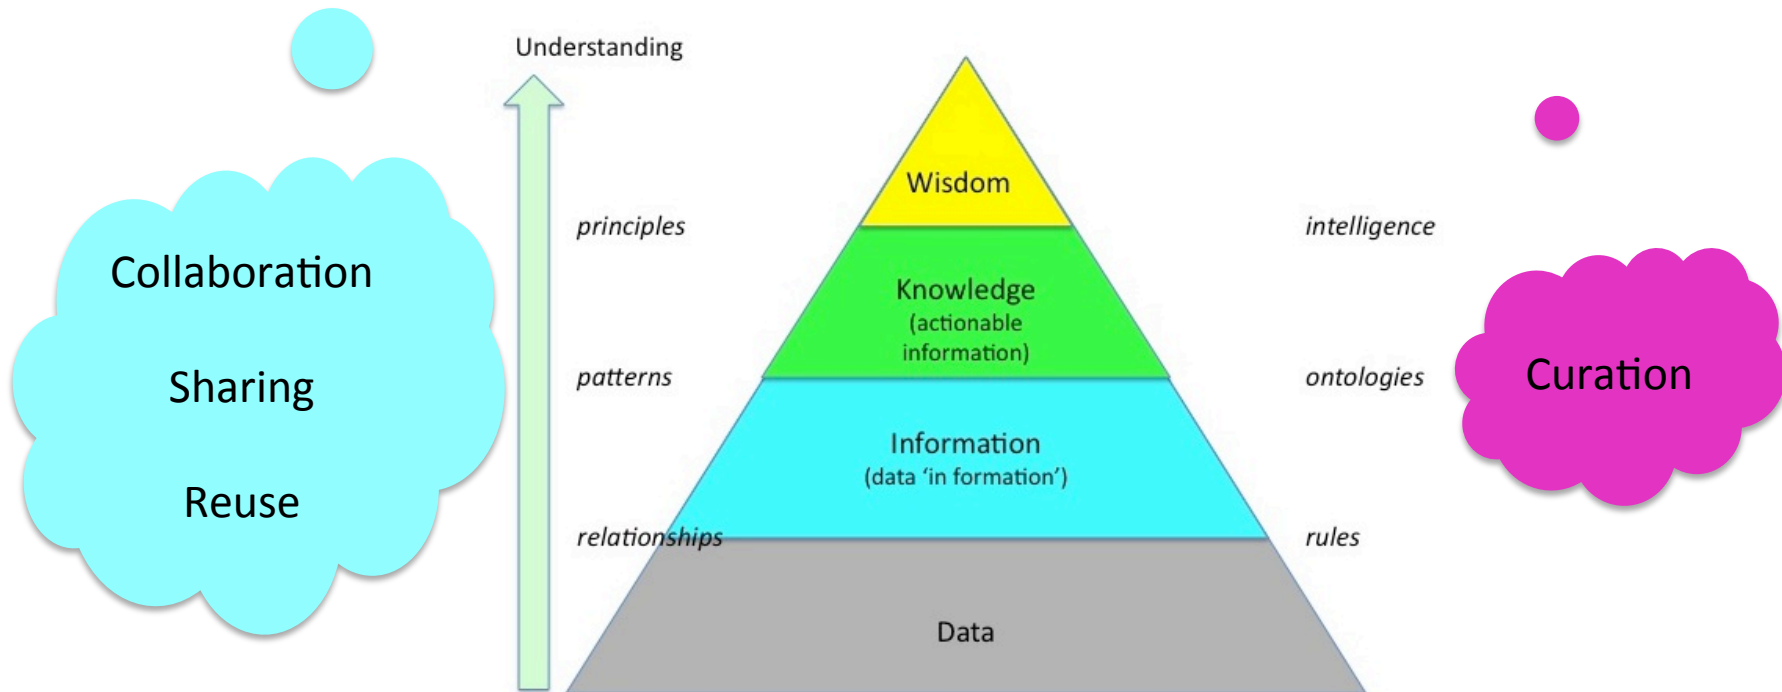 Understanding
Wisdom
principles
intelligence
Collaboration
Knowledge
(actionable
information)
patterns
ontologies
Sharing
Curation
Information
(data ‘in formation’)
Reuse
relationships
rules
Data